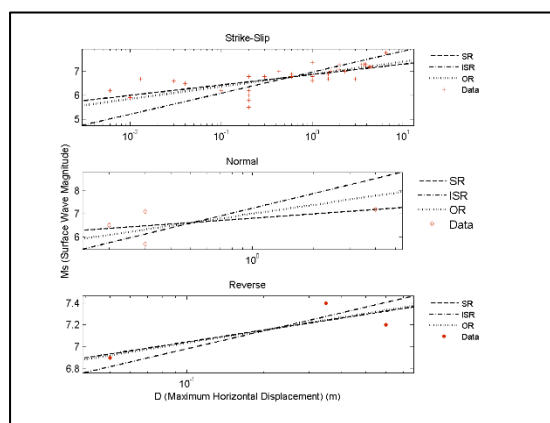 Strike-Slip
7
6
5
10-2
10-1
100
101
SR
ISR
OR
Data
Normal
8
7
6
100
SR
ISR
OR
Data
Ms (Surface Wave Magnitude)
Reverse
7.4
7.2
7
6.8
SR
ISR
OR
Data
D (Maximum Horizontal Displacement) (m)